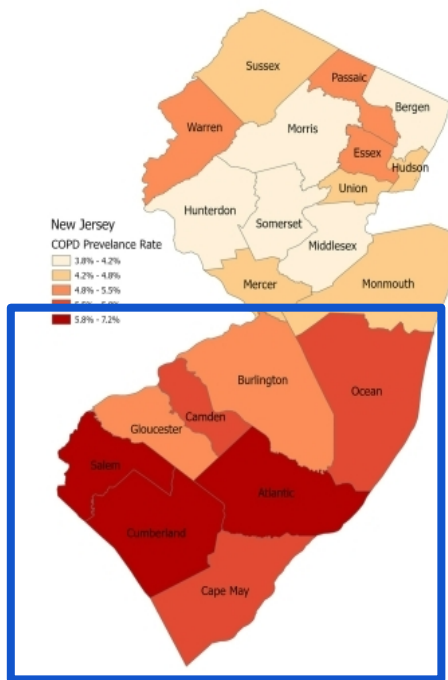 Sussex
Passaic
Bergen
Warren
Morris
Essex
Hudson
Union
Hunterdon
Somerset
Middlesex
New Jersey
COPD Prevelance Rate
3.8% - 4.2%
4.2% - 4.8%
4.8% - 5.5%
5.8% - 7.2%
Mercer
Monmouth
Burlington
Ocean
Camden
Gloucester
Salem
Atlantic
Cumberland
Cape May